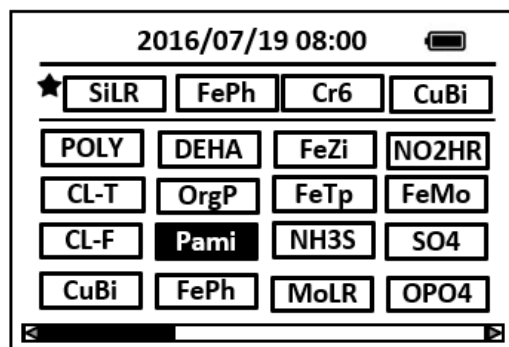 2016/07/19 08:00
SiLR FePh Cr6 CuBi
POLY DEHA FeZi NO2HR
CL-T OrgP FeTp FeMo
CL-F Pami NH3S SO4
CuBi FePh MoLR OPO4